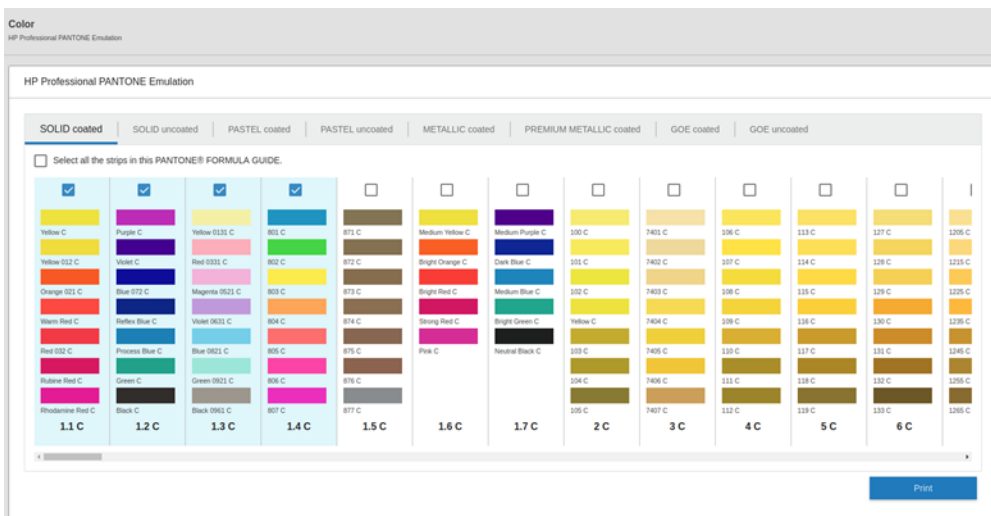 Color
HP Professional PANTONE Emulation
HP Professional PANTONE Emulation
SOLID coated SOLID uncoated PASTEL coated PASTEL uncoated METALLIC coated PREMIUM METALLIC coated GOE coated GOE uncoated
Select all the strips in this PANTONE® FORMULA GUIDE.
Yellow C Purple C Yellow 0131 C 801 C 871 C Medium Yellow C Medium Purple C 100 C 7401 C 106 C 113 C 127 C 1205 C
Yellow 012 C Violet C Red 0331 C 802 C 872 C Bright Orange C Dark Blue C 101 C 7402 C 107 C 114 C 128 C 1215 C
Orange 021 C Blue 072 C Magenta 0521 C 803 C 873 C Bright Red C Medium Blue C 102 C 7403 C 108 C 115 C 129 C 1225 C
Warm Red C Reflex Blue C Violet 0631 C 804 C 874 C Strong Red C Bright Green C Yellow C 7404 C 109 C 116 C 130 C 1235 C
Red 032 C Process Blue C Blue 0821 C 805 C 875 C Pink C Neutral Black C 103 C 7405 C 110 C 117 C 131 C 1245 C
Rubine Red C Green C Green 0921 C 806 C 876 C 104 C 7406 C 111 C 118 C 132 C 1255 C
Rhodamine Red C Black C Black 0961 C 807 C 877 C 105 C 7407 C 112 C 119 C 133 C 1265 C
1.1 C 1.2 C 1.3 C 1.4 C 1.5 C 1.6 C 1.7 C 2 C 3 C 4 C 5 C 6 C
Print